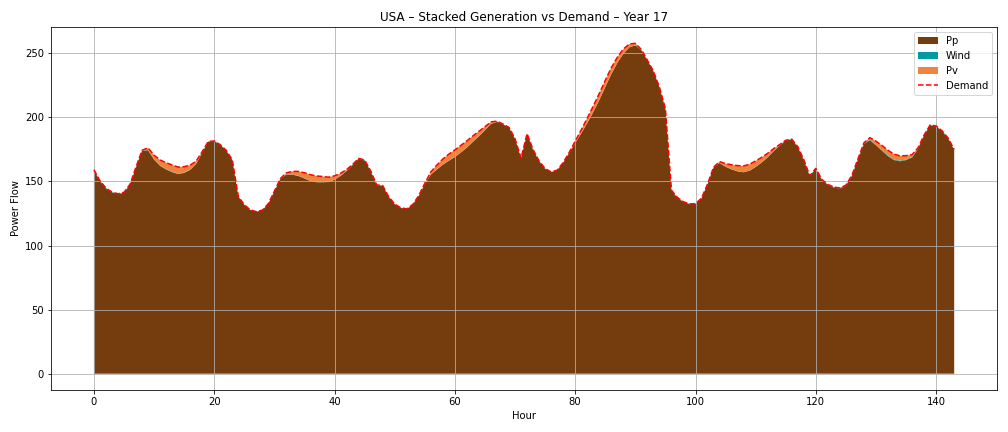 USA – Stacked Generation vs Demand – Year 17
Pp
Wind
Pv
Demand
Power Flow
250
200
150
100
50
0
0 20 40 60 80 100 120 140
Hour